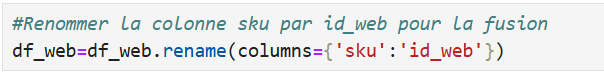 #Renommer la colonne sku par id_web pour la fusion
df_web=df_web.rename(columns={'sku':'id_web'})